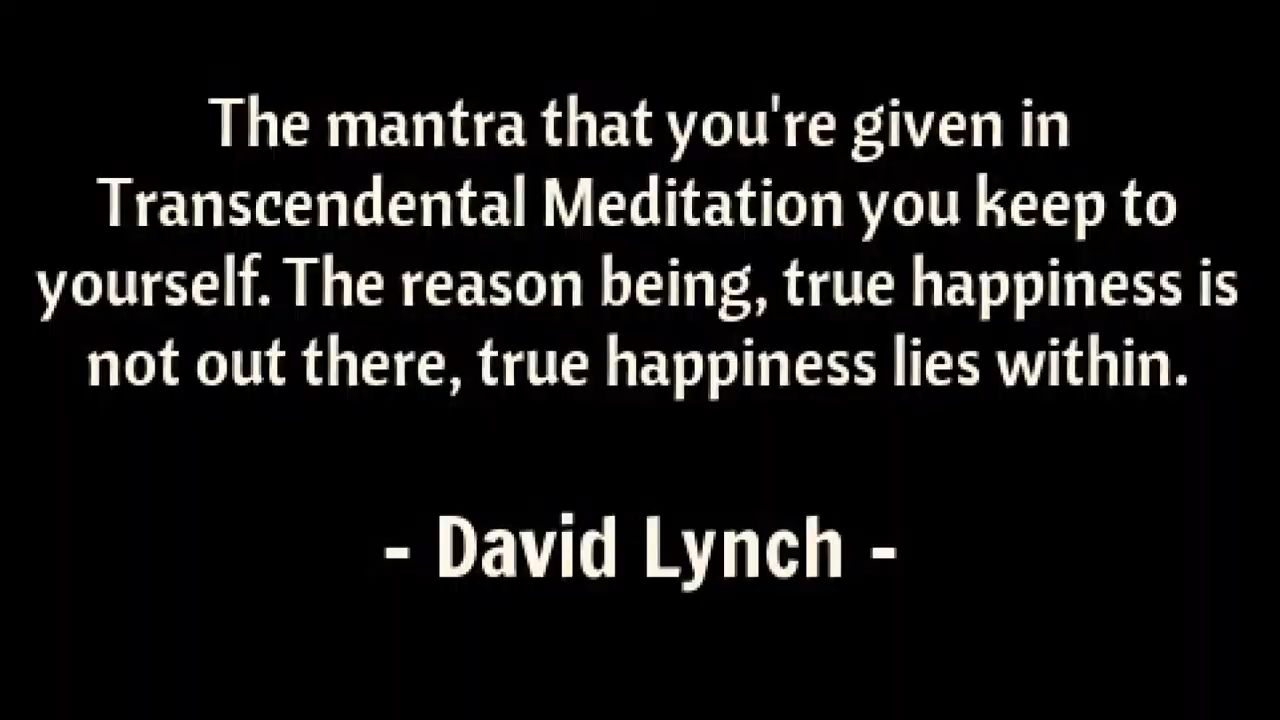 The mantra that you're given in
Transcendental Meditation you keep to
yourself. The reason being, true happiness is
not out there, true happiness lies within.
- David Lynch -